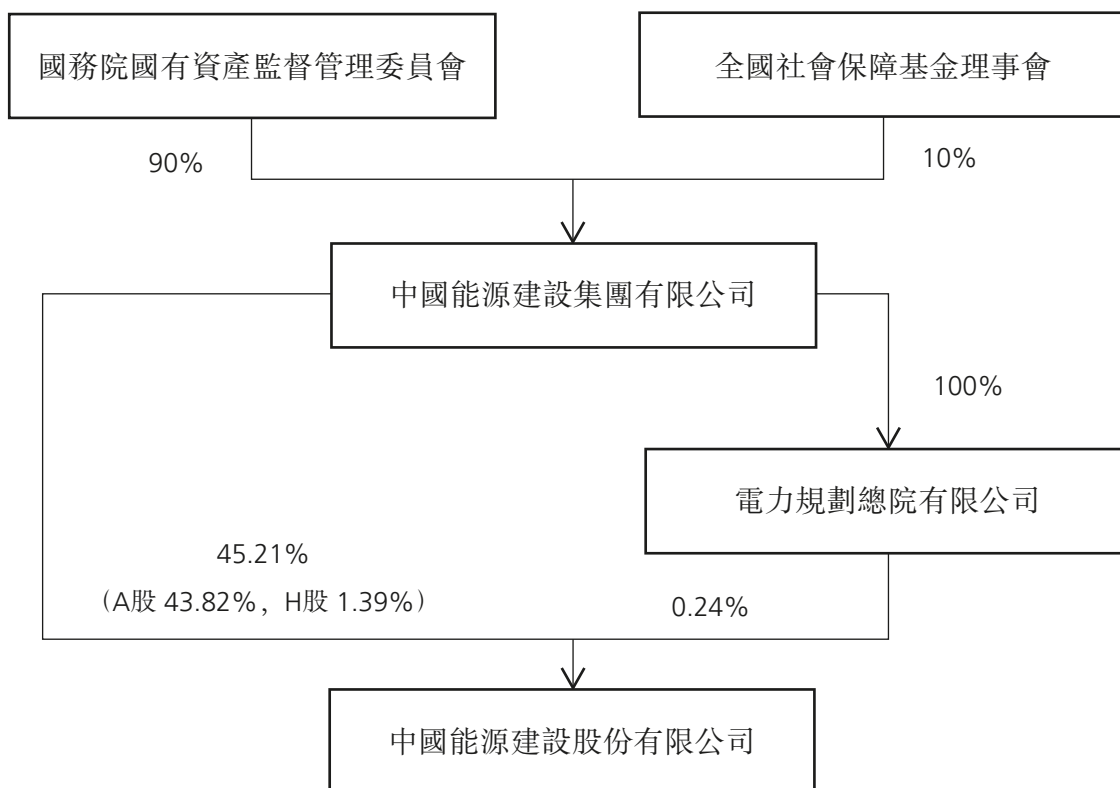 國務院國有資產監督管理委員會
全國社會保障基金理事會
90%
10%
中國能源建設集團有限公司
100%
電力規劃總院有限公司
45.21%
（A股 43.82%，H股 1.39%）
0.24%
中國能源建設股份有限公司